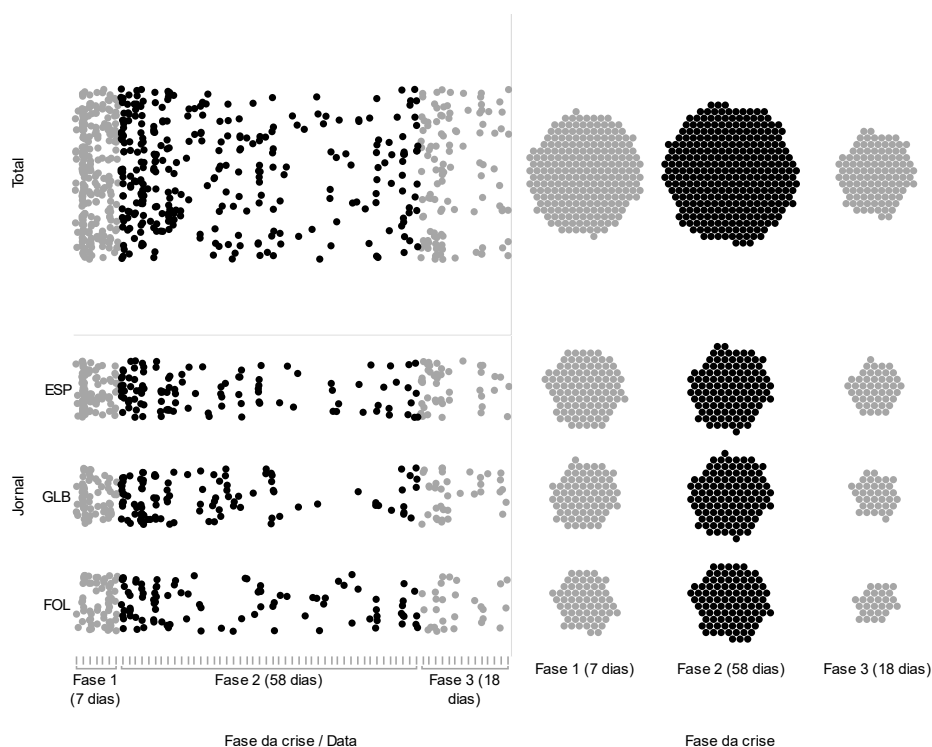 Total
ESP
GLB
FOL
Jornal
Fase 1
(7 dias)
Fase 2 (58 dias)
Fase 3 (18
dias)
Fase 1 (7 dias)
Fase 2 (58 dias)
Fase 3 (18 dias)
Fase da crise / Data
Fase da crise